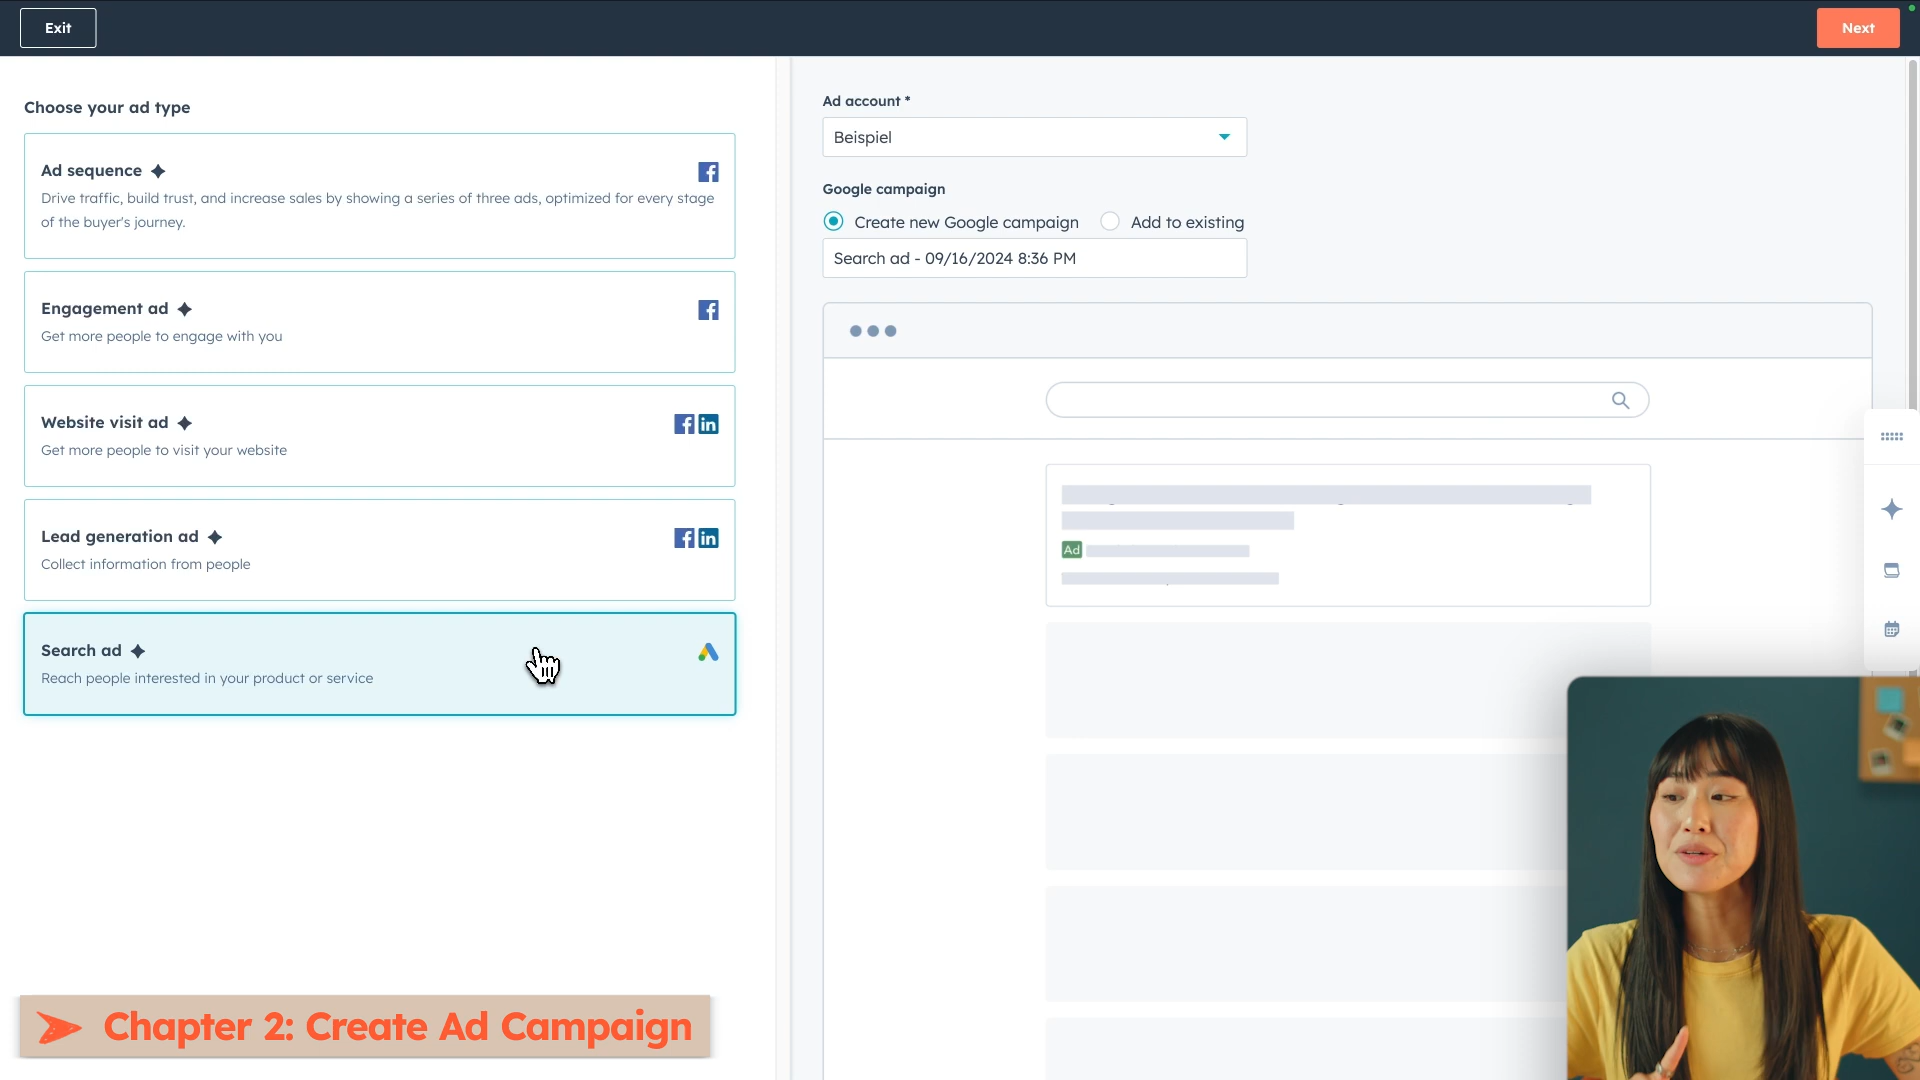 Exit
Next
Choose your ad type
Ad sequence
Drive traffic, build trust, and increase sales by showing a series of three ads, optimized for every stage
of the buyer's journey.
Engagement ad
Get more people to engage with you
Website visit ad
in
Get more people to visit your website
Lead generation ad
in
Collect information from people
Search ad
Reach people interested in your product or service
Ad account *
Beispiel
Google campaign
Create new Google campaign
Add to existing
Search ad - 09/16/2024 8:36 PM
Ad
Chapter 2: Create Ad Campaign